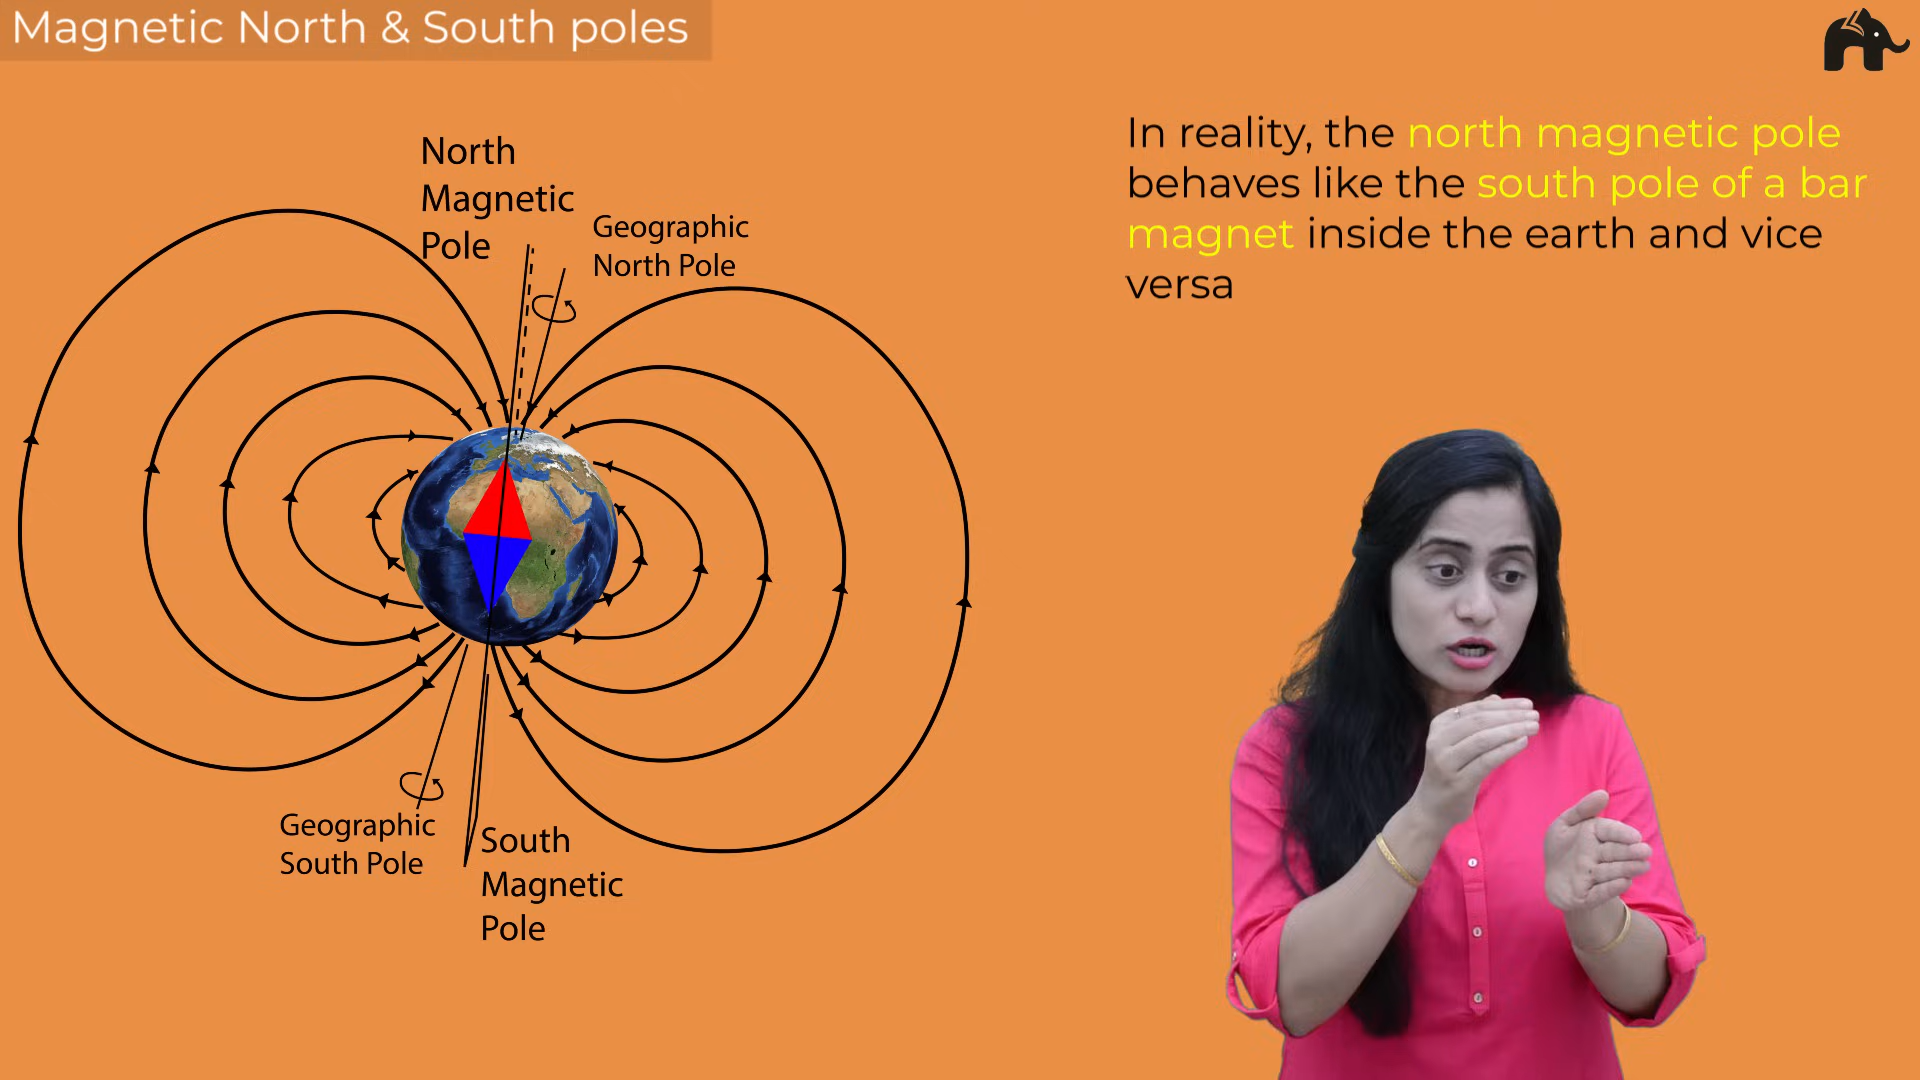 Magnetic North & South poles
North
Magnetic
Pole
Geographic
North Pole
In reality, the north magnetic pole
behaves like the south pole of a bar
magnet inside the earth and vice
versa
Geographic
South Pole
South
Magnetic
Pole